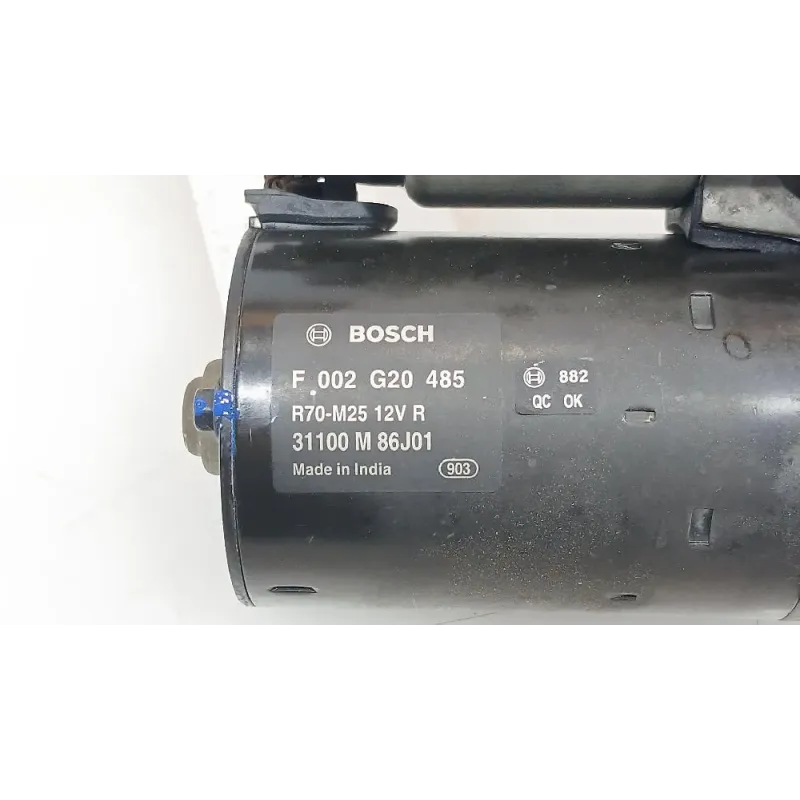 BOSCH
F 002 G20 485
R70-M25 12V R
31100 M 86J01
Made in India 903
882
QC OK